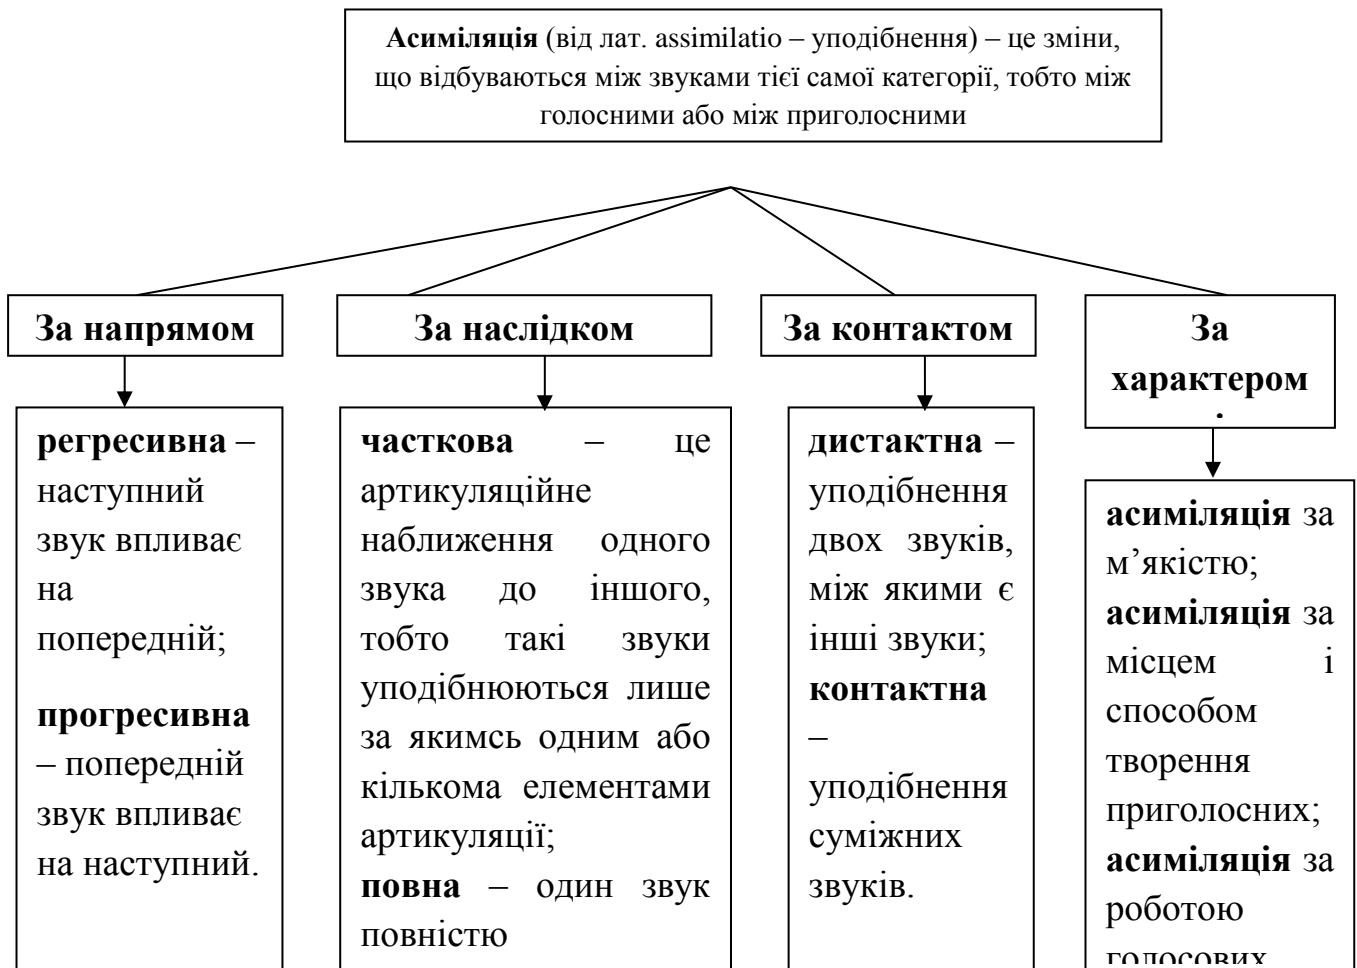 Асиміляція (від лат. assimilatio – уподібнення) – це зміни,
що відбуваються між звуками тієї самої категорії, тобто між
голосними або між приголосними
За напрямом
регресивна –
наступний
звук впливає
на
попередній;
прогресивна
– попередній
звук впливає
на наступний.
За наслідком
часткова – це
артикуляційне
наближення одного
звука до іншого,
тобто такі звуки
уподібнюються лише
за якимсь одним або
кількома елементами
артикуляції;
повна – один звук
повністю
За контактом
дистактна –
уподібнення
двох звуків,
між якими є
інші звуки;
контактна
–
уподібнення
суміжних
звуків.
За
характером
асиміляція за
м’якістю;
асиміляція за
місцем і
способом
творення
приголосних;
асиміляція за
роботою
голосових